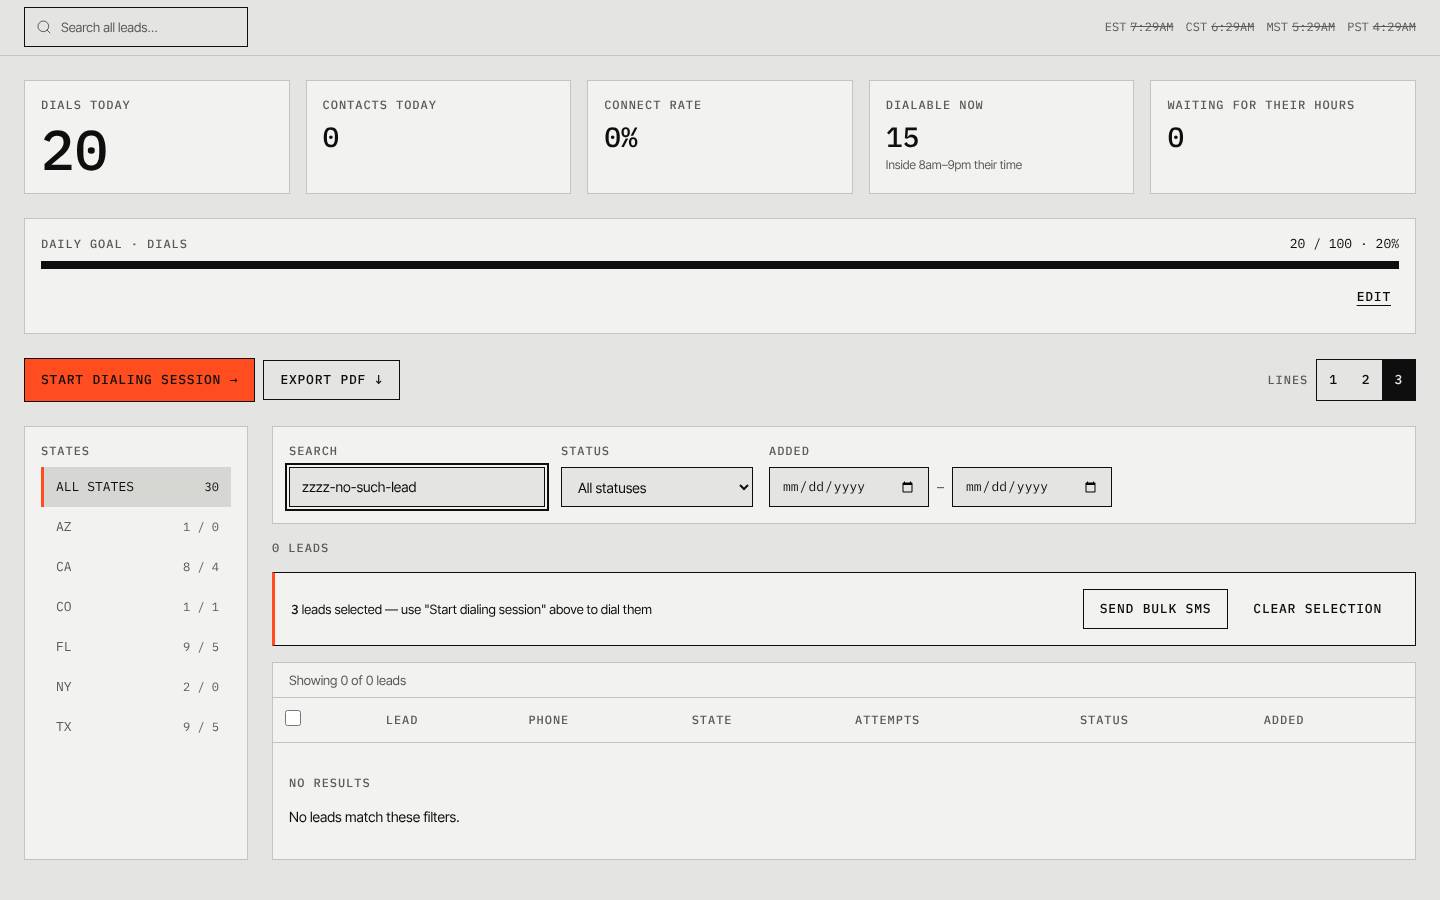 Search all leads...
EST 7:29AM CST 6:29AM MST 5:29AM PST 4:29AM
DIALS TODAY
20
CONTACTS TODAY
0
CONNECT RATE
0%
DIALABLE NOW
15
Inside 8am–9pm their time
WAITING FOR THEIR HOURS
0
DAILY GOAL · DIALS
20 / 100 · 20%
EDIT
START DIALING SESSION →
EXPORT PDF ↓
LINES 1 2 3
STATES
ALL STATES 30
AZ 1 / 0
CA 8 / 4
CO 1 / 1
FL 9 / 5
NY 2 / 0
TX 9 / 5
SEARCH
zzzz-no-such-lead
STATUS
All statuses
ADDED
mm/dd/yyyy – mm/dd/yyyy
0 LEADS
3 leads selected — use "Start dialing session" above to dial them
SEND BULK SMS
CLEAR SELECTION
Showing 0 of 0 leads
LEAD PHONE STATE ATTEMPTS STATUS ADDED
NO RESULTS
No leads match these filters.